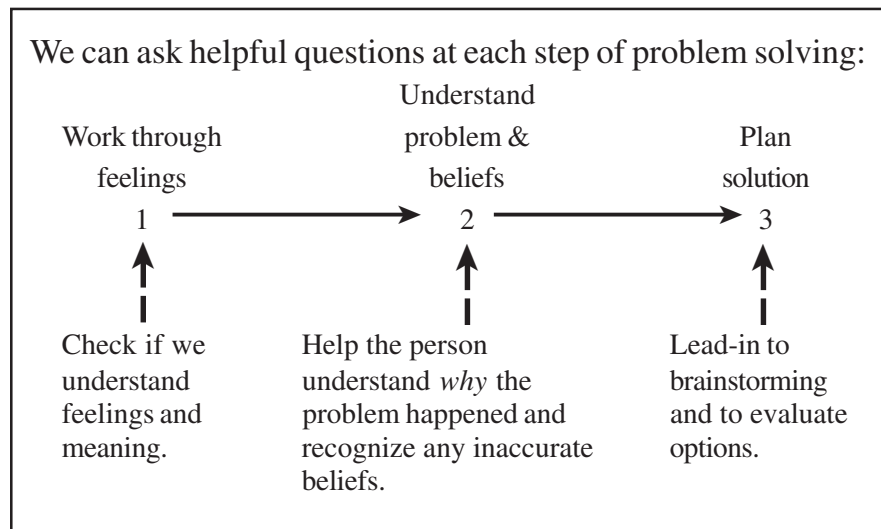 We can ask helpful questions at each step of problem solving:
Work through
feelings
1
Understand
problem &
beliefs
2
Plan
solution
3
Check if we
understand
feelings and
meaning.
Help the person
understand why the
problem happened and
recognize any inaccurate
beliefs.
Lead-in to
brainstorming
and to evaluate
options.